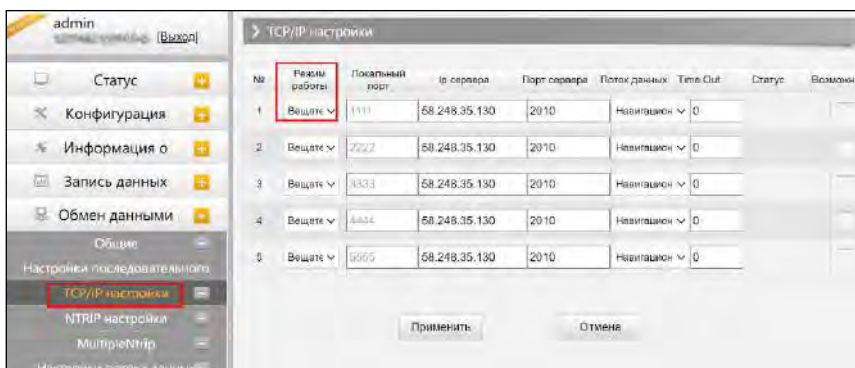 admin
[Выход]
Статус
Конфигурация
Информация о
Запись данных
Обмен данными
Общие
Настройки последовательного
TCP/IP настройки
NTRIP настройки
MultipleNtrip
TCP/IP настройки
№ Режим работы Локальный порт Ip сервера Порт сервера Поток данных Time Out Статус Возможн
1 Вещате 1111 58.248.35.130 2010 Навигацион 0
2 Вещате 2222 58.248.35.130 2010 Навигацион 0
3 Вещате 3333 58.248.35.130 2010 Навигацион 0
4 Вещате 4444 58.248.35.130 2010 Навигацион 0
5 Вещате 5555 58.248.35.130 2010 Навигацион 0
Применить Отмена